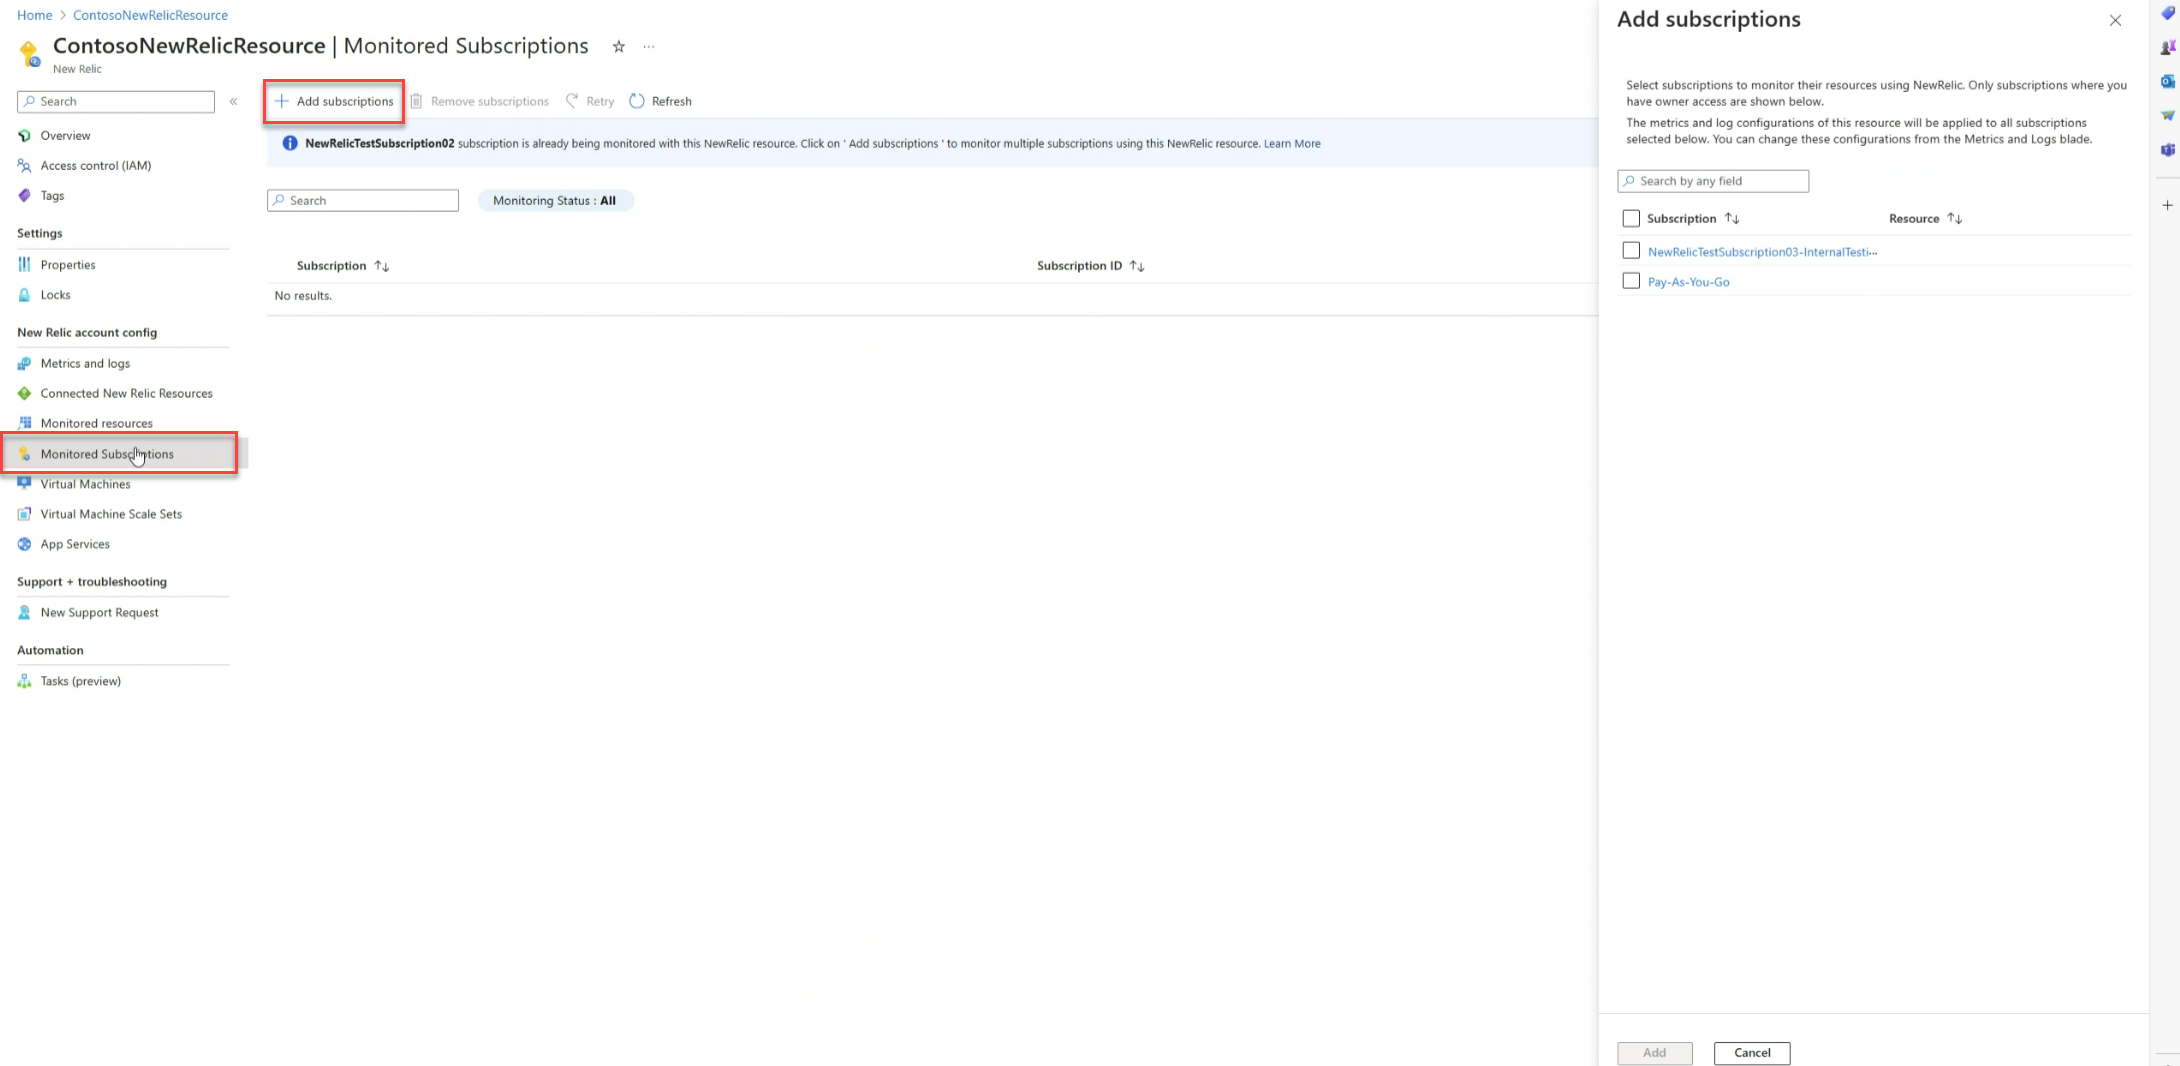 Home > ContosoNewRelicResource
ContosoNewRelicResource | Monitored Subscriptions
New Relic
Search
Overview
Access control (IAM)
Tags
Settings
Properties
Locks
New Relic account config
Metrics and logs
Connected New Relic Resources
Monitored resources
Monitored Subscriptions
Virtual Machines
Virtual Machine Scale Sets
App Services
Support + troubleshooting
New Support Request
Automation
Tasks (preview)
Add subscriptions
Remove subscriptions
Retry
Refresh
NewRelicTestSubscription02 subscription is already being monitored with this NewRelic resource. Click on ' Add subscriptions ' to monitor multiple subscriptions using this NewRelic resource. Learn More
Search
Monitoring Status : All
Subscription ↑↓
Subscription ID ↑↓
No results.
Add subscriptions
Select subscriptions to monitor their resources using NewRelic. Only subscriptions where you
have owner access are shown below.
The metrics and log configurations of this resource will be applied to all subscriptions
selected below. You can change these configurations from the Metrics and Logs blade.
Search by any field
Subscription ↑↓
Resource ↑↓
NewRelicTestSubscription03-InternalTesti...
Pay-As-You-Go
Add
Cancel